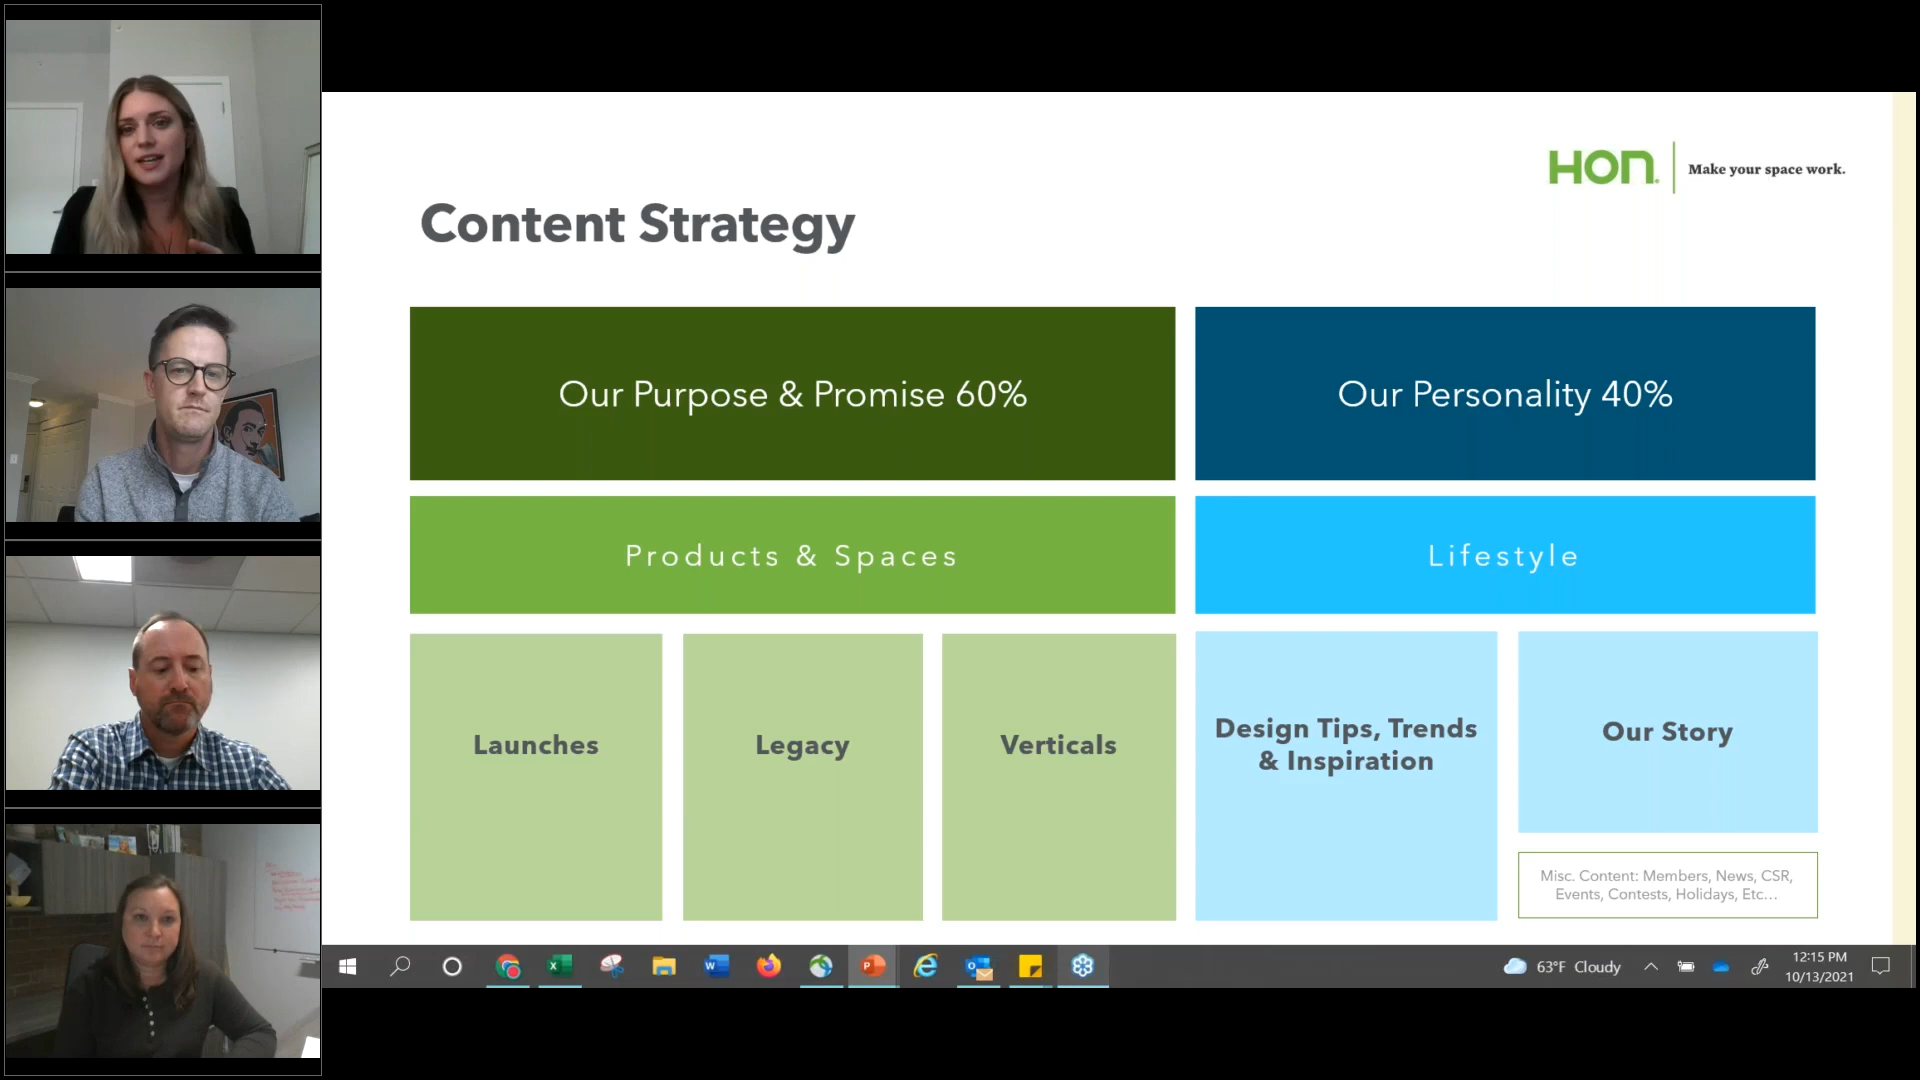 HON.
Make your space work.
Content Strategy
Our Purpose & Promise 60%
Our Personality 40%
Products & Spaces
Lifestyle
Launches
Legacy
Verticals
Design Tips, Trends
& Inspiration
Our Story
Misc. Content: Members, News, CSR,
Events, Contests, Holidays, Etc...
63°F Cloudy
12:15 PM
10/13/2021